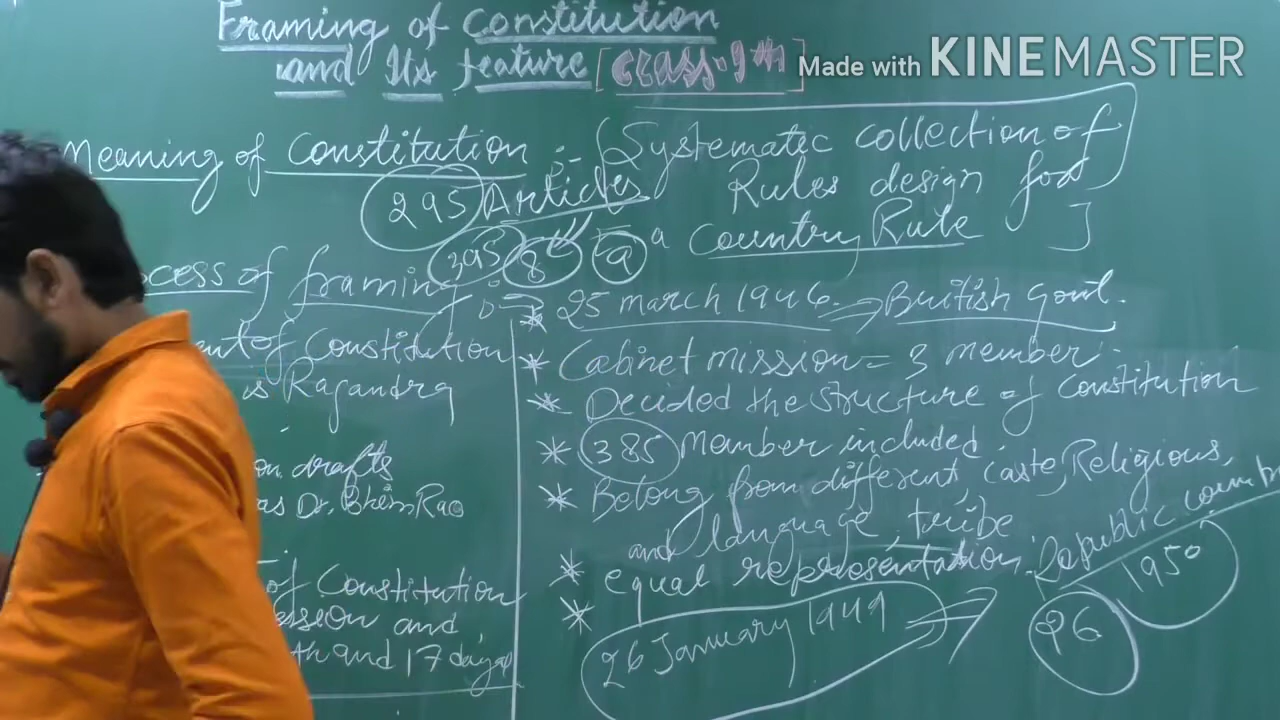 Framing of Constitution
and Its feature [Class-9th]
Made with KINEMASTER
Meaning of Constitution :- (Systematic collection of
295 Articles Rules design for
395 8 9 a Country Rule ]
ocess of framing :-
* 25 march 1946 → British Govt.
* Cabinet mission = 3 member
* Decided the structure of constitution
* 385 Member included
* Belong from different caste, Religious,
and language, tribe
* equal representation
* 26 January 1949
Republic
26 1950
ent of Constitution
is Rajandra
on drafts
as Dr. Bhim Rao
of Constitution
ession and
th and 17 days